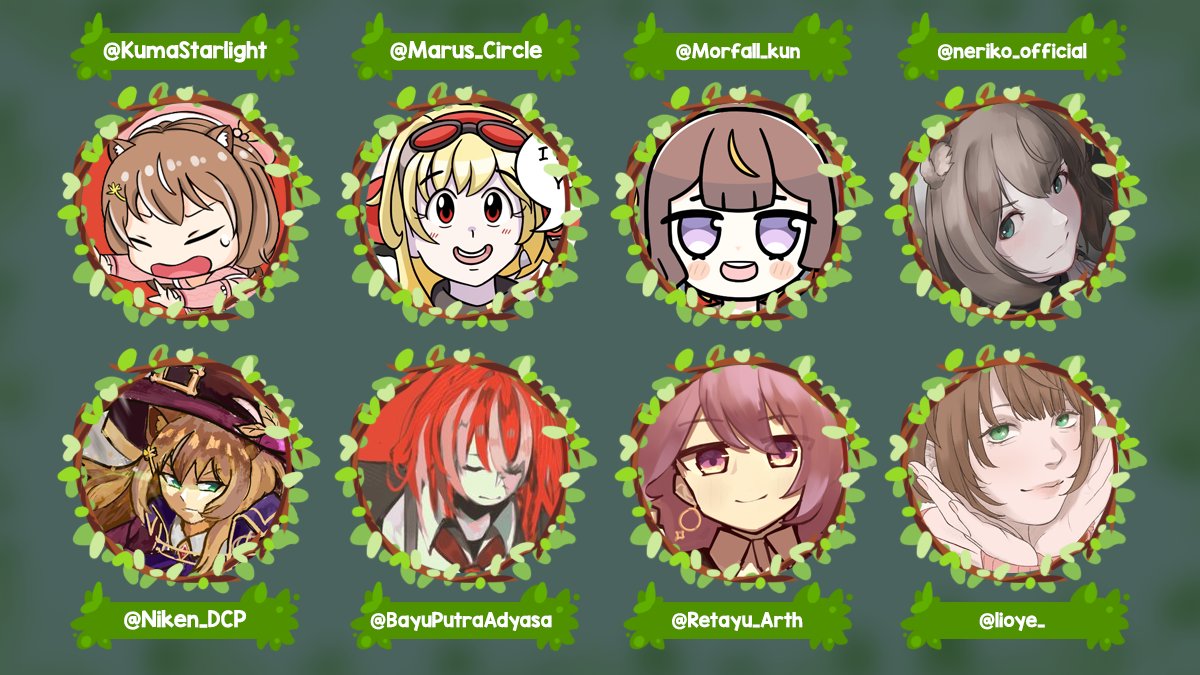 @KumaStarlight
@Marus_Circle
@Morfall_kun
@neriko_official
I
Y
@Niken_DCP
@BayuPutraAdyasa
@Retayu_Arth
@lioye_